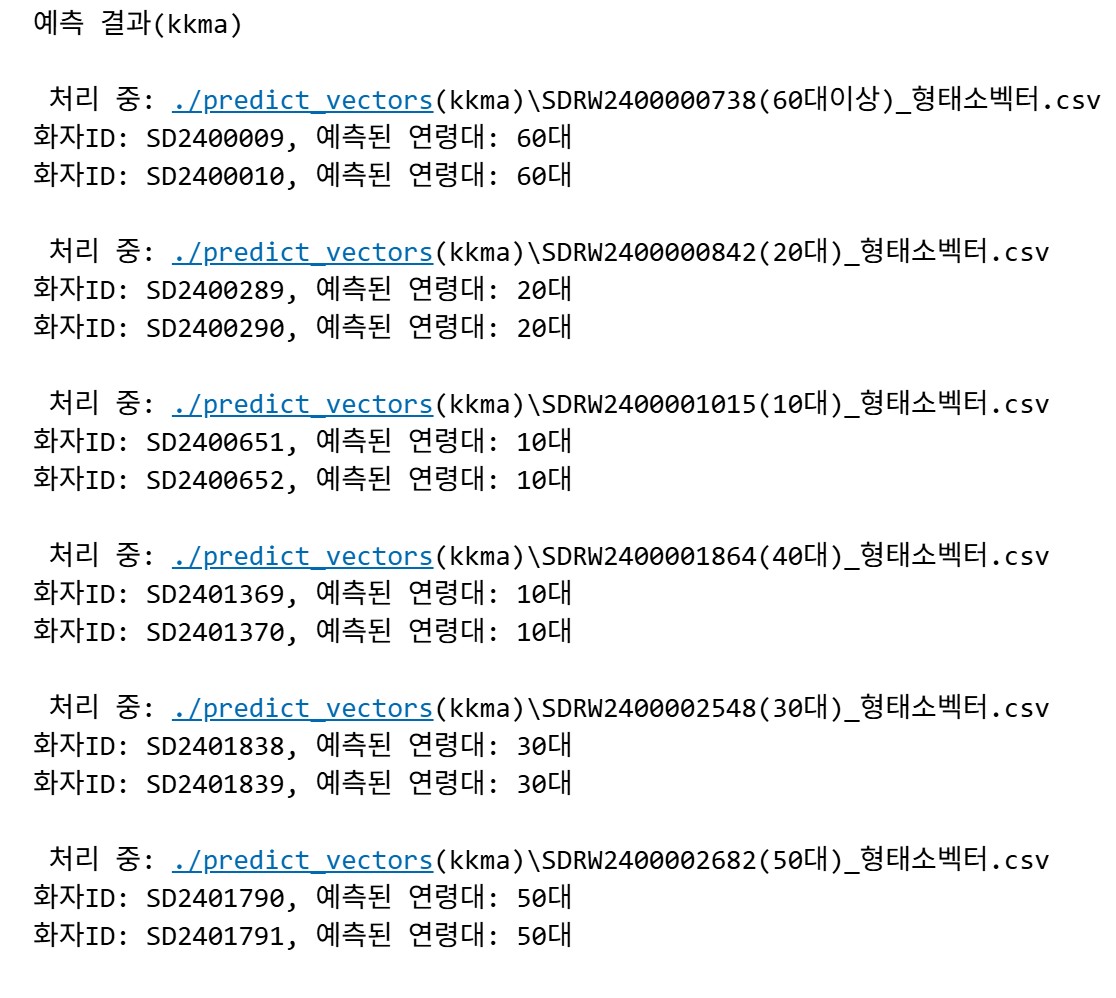 예측 결과(kkma)
처리 중: ./predict_vectors(kkma)\SDRW2400000738(60대이상)_형태소벡터.csv
화자ID: SD2400009, 예측된 연령대: 60대
화자ID: SD2400010, 예측된 연령대: 60대
처리 중: ./predict_vectors(kkma)\SDRW2400000842(20대)_형태소벡터.csv
화자ID: SD2400289, 예측된 연령대: 20대
화자ID: SD2400290, 예측된 연령대: 20대
처리 중: ./predict_vectors(kkma)\SDRW2400001015(10대)_형태소벡터.csv
화자ID: SD2400651, 예측된 연령대: 10대
화자ID: SD2400652, 예측된 연령대: 10대
처리 중: ./predict_vectors(kkma)\SDRW2400001864(40대)_형태소벡터.csv
화자ID: SD2401369, 예측된 연령대: 10대
화자ID: SD2401370, 예측된 연령대: 10대
처리 중: ./predict_vectors(kkma)\SDRW2400002548(30대)_형태소벡터.csv
화자ID: SD2401838, 예측된 연령대: 30대
화자ID: SD2401839, 예측된 연령대: 30대
처리 중: ./predict_vectors(kkma)\SDRW2400002682(50대)_형태소벡터.csv
화자ID: SD2401790, 예측된 연령대: 50대
화자ID: SD2401791, 예측된 연령대: 50대